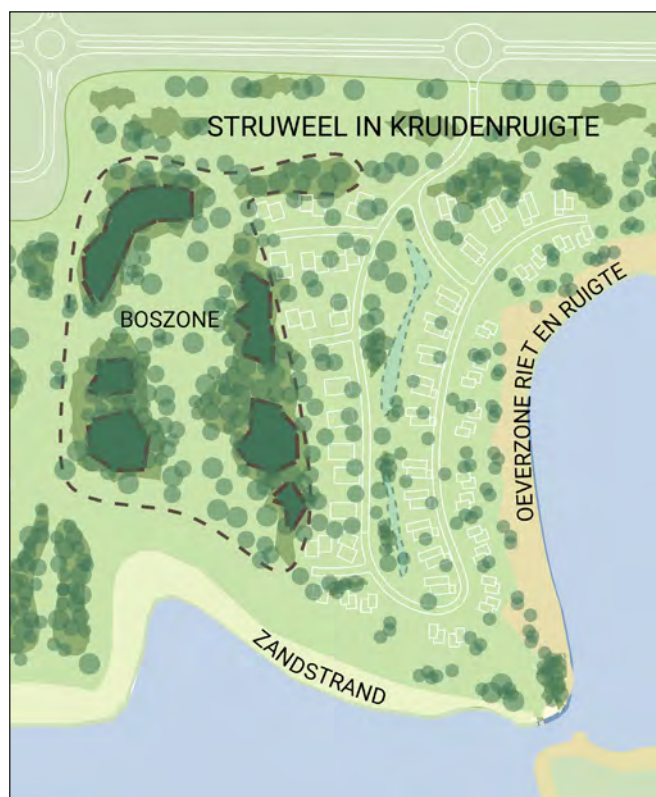 STRUWEEL IN KRUIDENRUIGTE
BOSZONE
OEVERZONE RIET EN RUIGTE
ZANDSTRAND